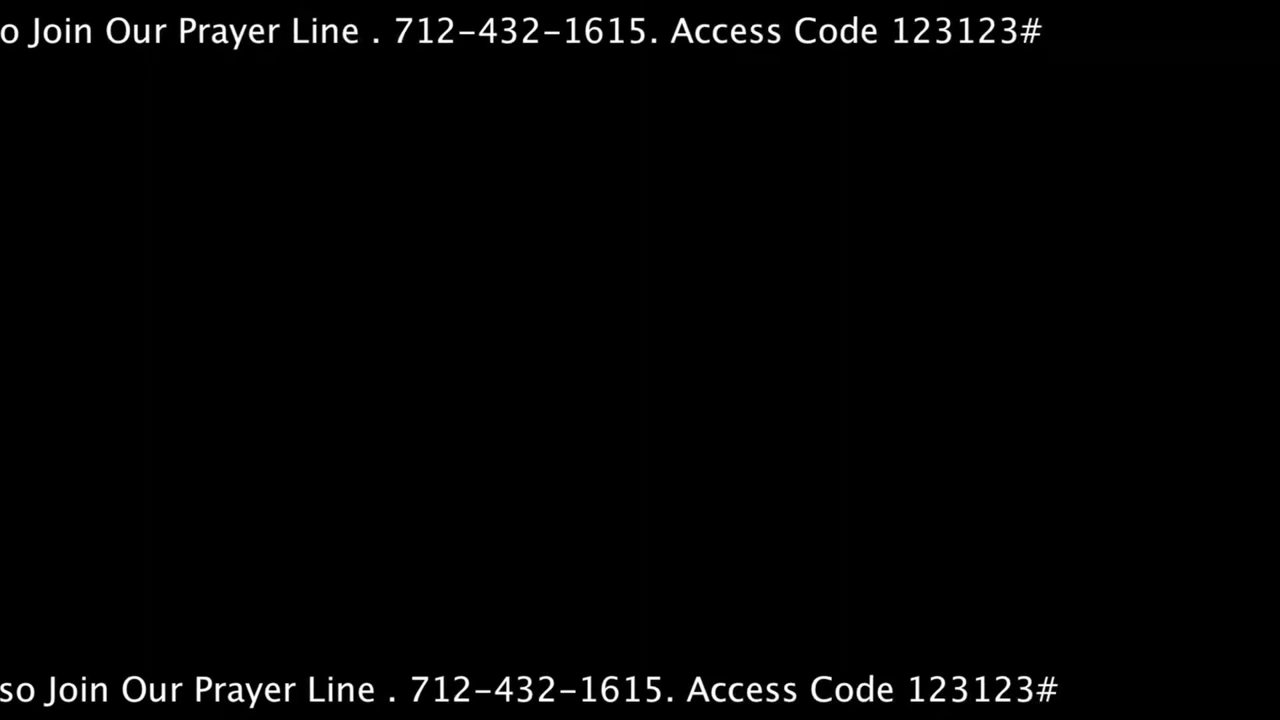 o Join Our Prayer Line . 712-432-1615. Access Code 123123#
so Join Our Prayer Line . 712-432-1615. Access Code 123123#